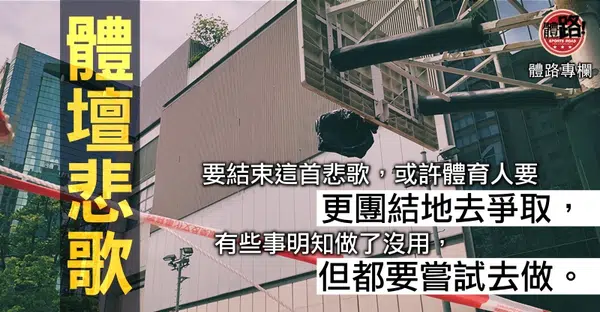 體壇悲歌
體路
SPORTS ROAD
體路專欄
要結束這首悲歌，或許體育人要
更團結地去爭取，
有些事明知做了沒用，
但都要嘗試去做。